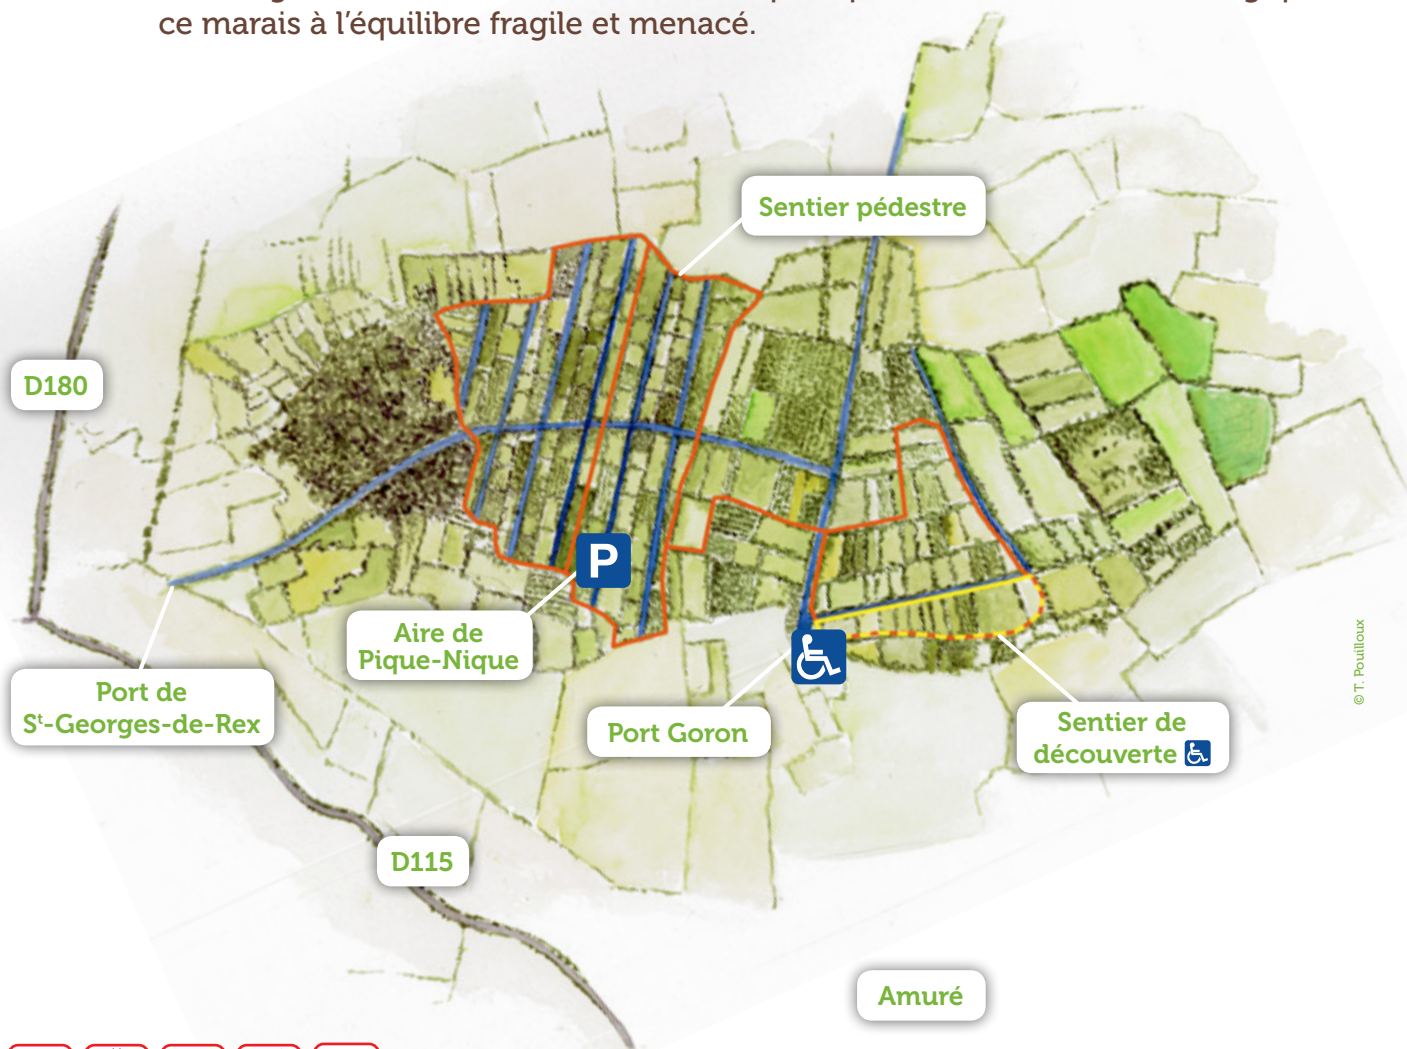 ce marais à l'équilibre fragile et menacé.
Sentier pédestre
D180
P
Aire de
Pique-Nique
Port de
St-Georges-de-Rex
Port Goron
Sentier de
découverte
© T. Pouilloux
D115
Amuré